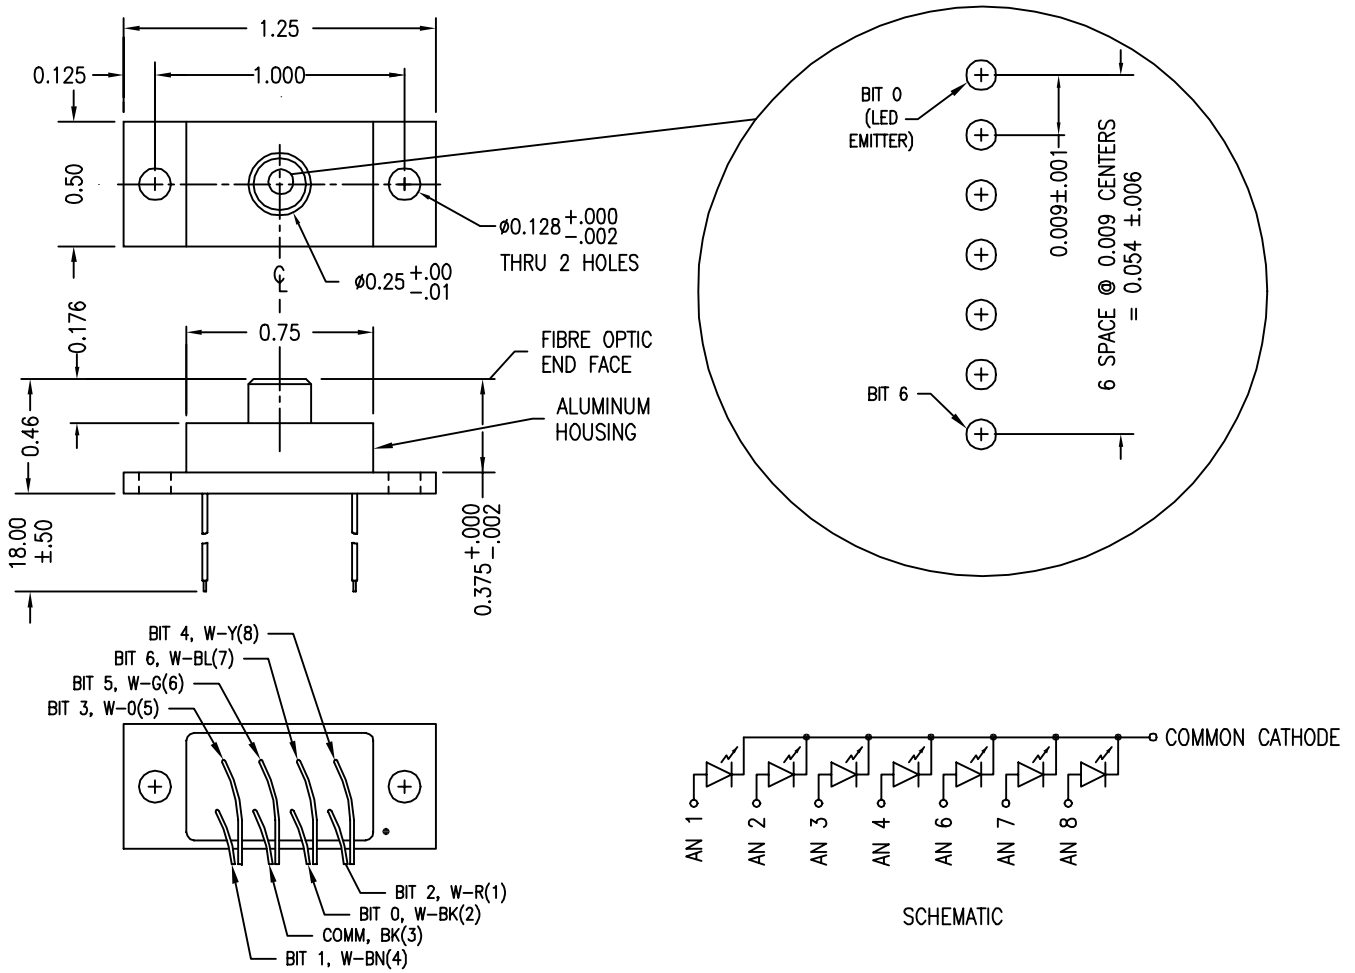 1.25
0.125
1.000
0.50
Ø0.128 +.000
-.002
THRU 2 HOLES
Ø0.25 +.00
-.01
℄
0.176
0.75
0.46
18.00
±.50
FIBRE OPTIC
END FACE
ALUMINUM
HOUSING
0.375 +.000
-.002
BIT 0
(LED
EMITTER)
BIT 6
0.009±.001
6 SPACE @ 0.009 CENTERS
= 0.054 ±.006
BIT 4, W-Y(8)
BIT 6, W-BL(7)
BIT 5, W-G(6)
BIT 3, W-O(5)
BIT 2, W-R(1)
BIT 0, W-BK(2)
COMM, BK(3)
BIT 1, W-BN(4)
COMMON CATHODE
AN 1
AN 2
AN 3
AN 4
AN 6
AN 7
AN 8
SCHEMATIC